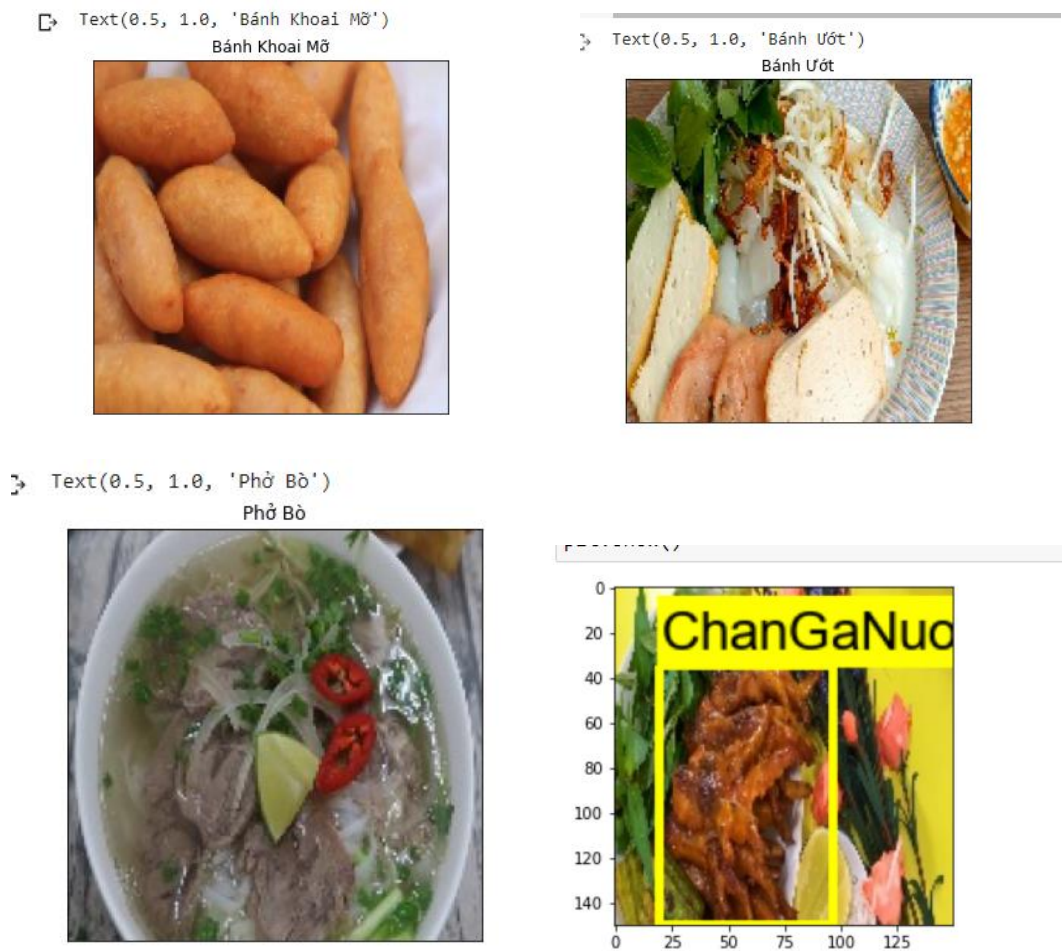 Text(0.5, 1.0, 'Bánh Khoai Mỡ')
Bánh Khoai Mỡ
Text(0.5, 1.0, 'Bánh Ướt')
Bánh Ướt
Text(0.5, 1.0, 'Phở Bò')
Phở Bò
0
20
40
60
80
100
120
140
ChanGaNuo
0 25 50 75 100 125